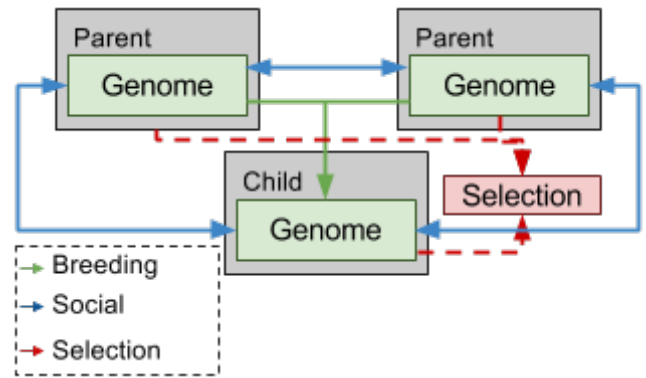 Parent
Genome
Parent
Genome
Child
Genome
Selection
Breeding
Social
Selection